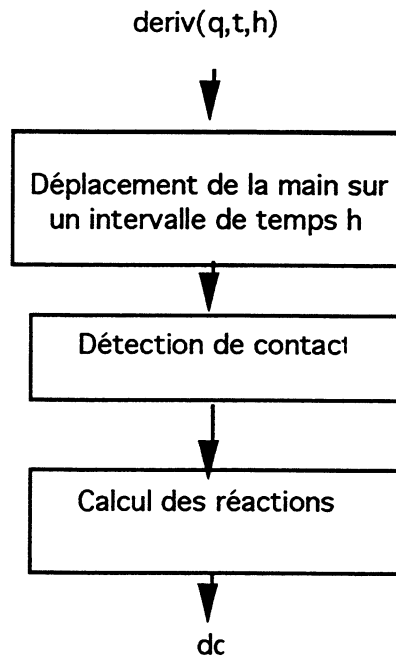 deriv(q,t,h)
Déplacement de la main sur
un intervalle de temps h
Détection de contact
Calcul des réactions
dc